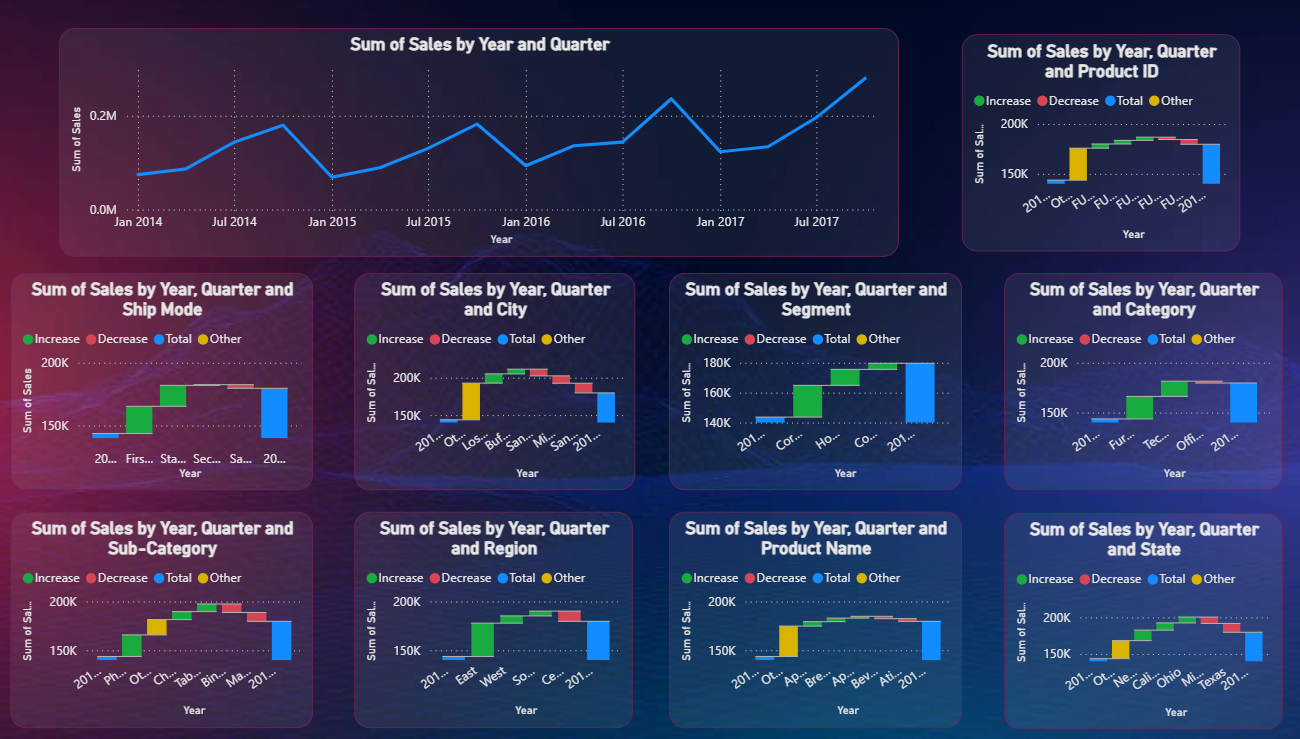 Sum of Sales by Year and Quarter
Sum of Sales
0.2M
0.0M
Jan 2014 Jul 2014 Jan 2015 Jul 2015 Jan 2016 Jul 2016 Jan 2017 Jul 2017
Year
Sum of Sales by Year, Quarter
and Product ID
Increase Decrease Total Other
Sum of Sal...
200K
150K
201... Ot... FU... FU... FU... FU... FU... 201...
Year
Sum of Sales by Year, Quarter and
Ship Mode
Increase Decrease Total Other
Sum of Sales
200K
150K
20... Firs... Sta... Sec... Sa... 20...
Year
Sum of Sales by Year, Quarter
and City
Increase Decrease Total Other
Sum of Sal...
200K
150K
201... Ot... Los... Buf... San... Mi... San... 201...
Year
Sum of Sales by Year, Quarter and
Segment
Increase Decrease Total Other
Sum of Sal...
180K
160K
140K
201... Cor... Ho... Co... 201...
Year
Sum of Sales by Year, Quarter
and Category
Increase Decrease Total Other
Sum of Sal...
200K
150K
201... Fur... Tec... Offi... 201...
Year
Sum of Sales by Year, Quarter and
Sub-Category
Increase Decrease Total Other
Sum of Sal...
200K
150K
201... Ph... Ot... Ch... Tab... Bin... Ma... 201...
Year
Sum of Sales by Year, Quarter
and Region
Increase Decrease Total Other
Sum of Sal...
200K
150K
201... East West So... Ce... 201...
Year
Sum of Sales by Year, Quarter and
Product Name
Increase Decrease Total Other
Sum of Sal...
200K
150K
201... Ot... Ap... Bre... Ap... Bev... Ati... 201...
Year
Sum of Sales by Year, Quarter
and State
Increase Decrease Total Other
Sum of Sal...
200K
150K
201... Ot... Ne... Cali... Ohio Mi... Texas 201...
Year